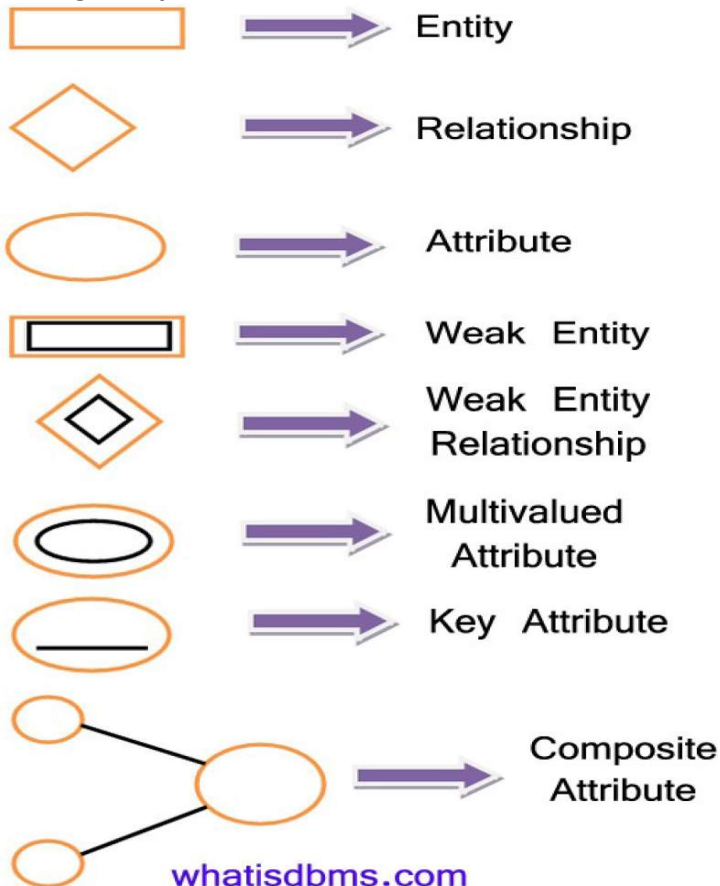 Entity
Relationship
Attribute
Weak Entity
Weak Entity
Relationship
Multivalued
Attribute
Key Attribute
Composite
Attribute
whatisdbms.com